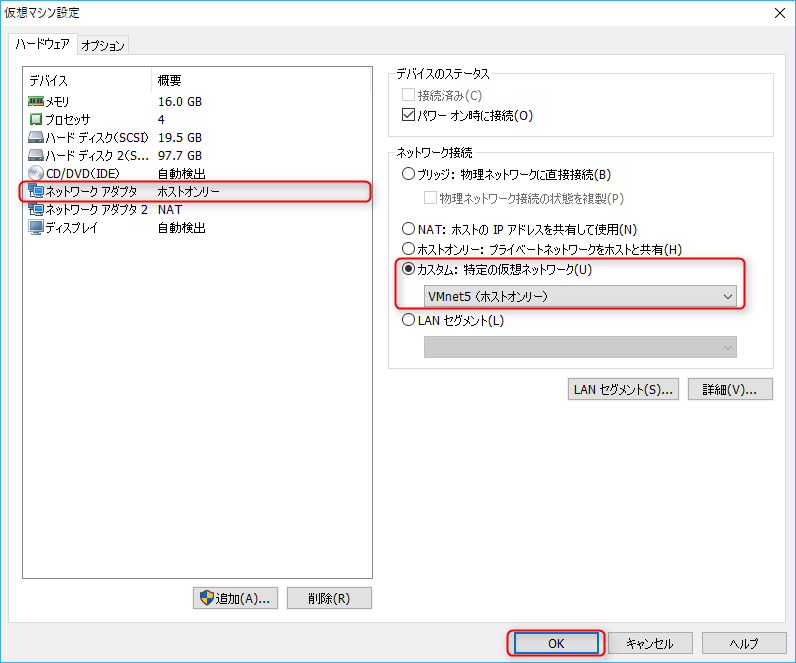 仮想マシン設定
ハードウェア オプション
デバイス 概要
メモリ 16.0 GB
プロセッサ 4
ハード ディスク(SCSI) 19.5 GB
ハード ディスク 2(S... 97.7 GB
CD/DVD(IDE) 自動検出
ネットワーク アダプタ ホストオンリー
ネットワーク アダプタ 2 NAT
ディスプレイ 自動検出
追加(A)... 削除(R)
デバイスのステータス
接続済み(C)
パワー オン時に接続(O)
ネットワーク接続
ブリッジ: 物理ネットワークに直接接続(B)
物理ネットワーク接続の状態を複製(P)
NAT: ホストの IP アドレスを共有して使用(N)
ホストオンリー: プライベートネットワークをホストと共有(H)
カスタム: 特定の仮想ネットワーク(U)
VMnet5 (ホストオンリー)
LAN セグメント(L)
LAN セグメント(S)... 詳細(V)...
OK キャンセル ヘルプ